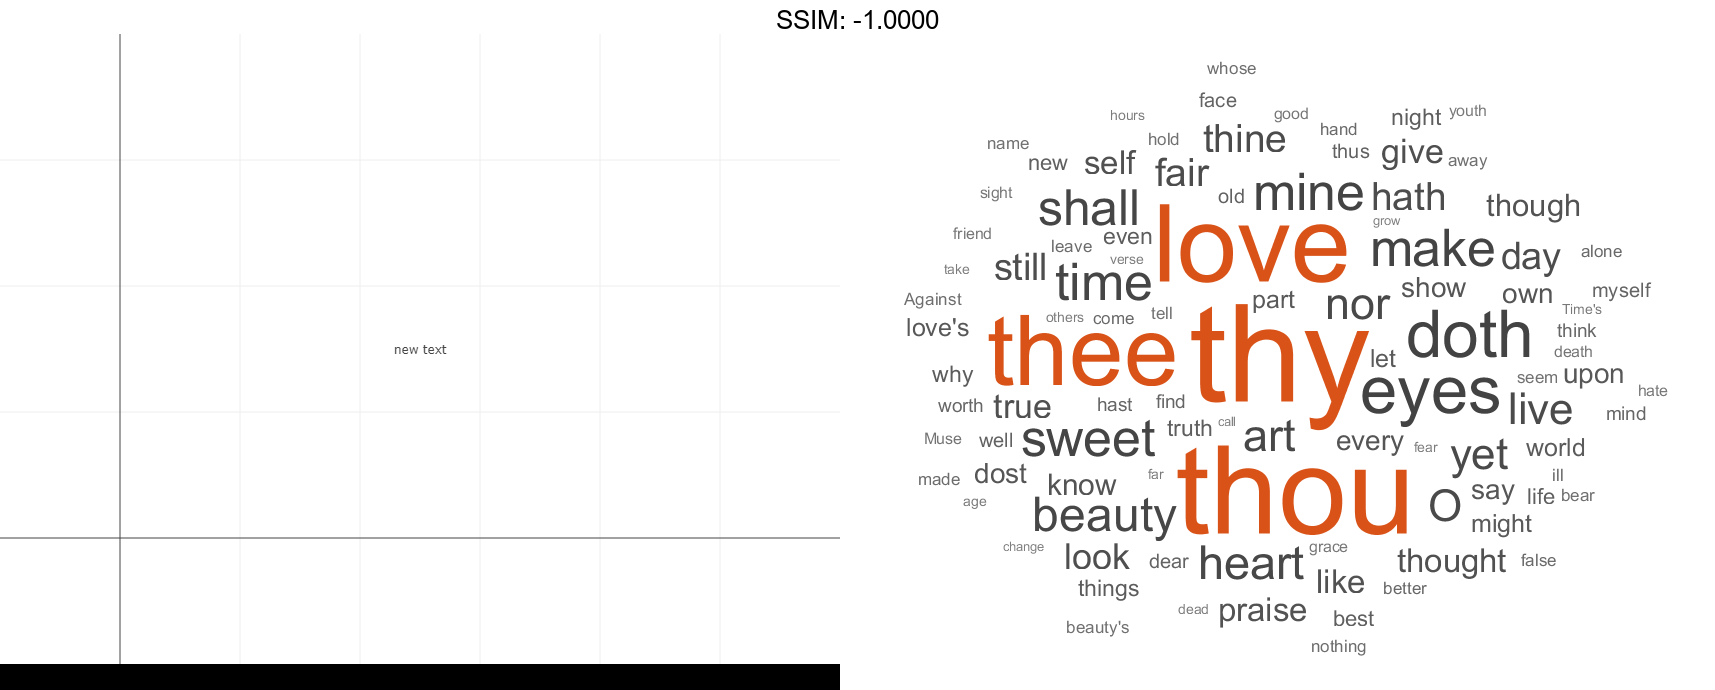 SSIM: -1.0000
new text
whose
face
hours good night youth
hold thine hand
name thus give
new self fair away
sight old mine hath
shall though
love grow
friend even make
leave day alone
take still verse
time
Against part show own myself
nor Time's
love's others come tell thy doth think
thee let death
why eyes seem upon
hate
worth true hast find live mind
Muse well sweet truth call art every fear yet world
made dost far ill
know thou say life bear
age O
beauty might
change look dear heart grace thought false
things like better
dead praise best
beauty's
nothing